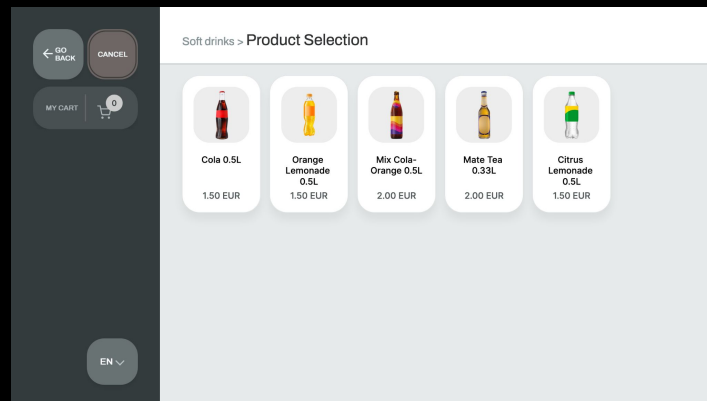 GO
BACK
CANCEL
MY CART
0
EN
Soft drinks > Product Selection
Cola 0.5L
1.50 EUR
Orange
Lemonade
0.5L
1.50 EUR
Mix Cola-
Orange 0.5L
2.00 EUR
Mate Tea
0.33L
2.00 EUR
Citrus
Lemonade
0.5L
1.50 EUR